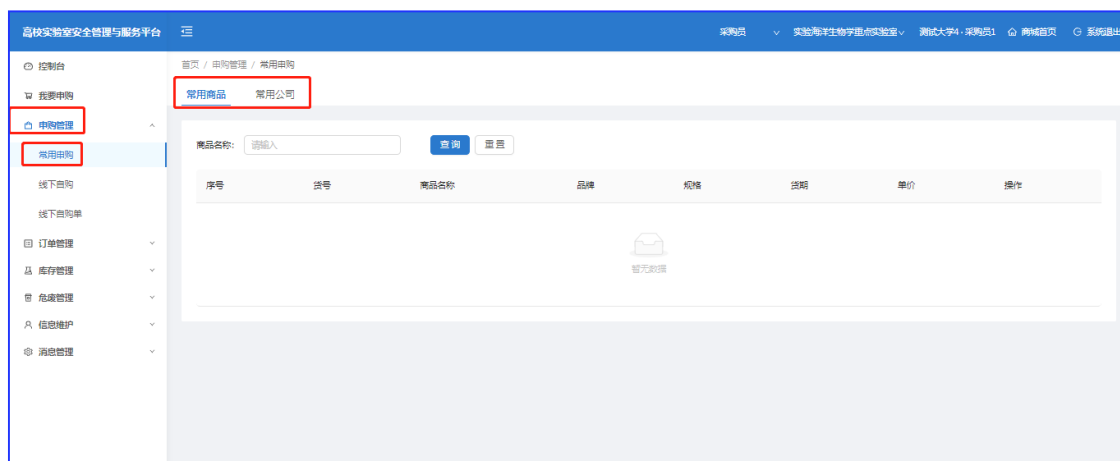 高校实验室安全管理与服务平台 采购员 实验海洋生物学重点实验室 测试大学4 · 采购员1 商城首页 系统退出
控制台
我要申购
申购管理
常用申购
线下自购
线下自购单
订单管理
库存管理
危废管理
信息维护
消息管理
首页 / 申购管理 / 常用申购
常用商品 常用公司
商品名称: 请输入 查询 重置
序号 货号 商品名称 品牌 规格 货期 单价 操作
暂无数据